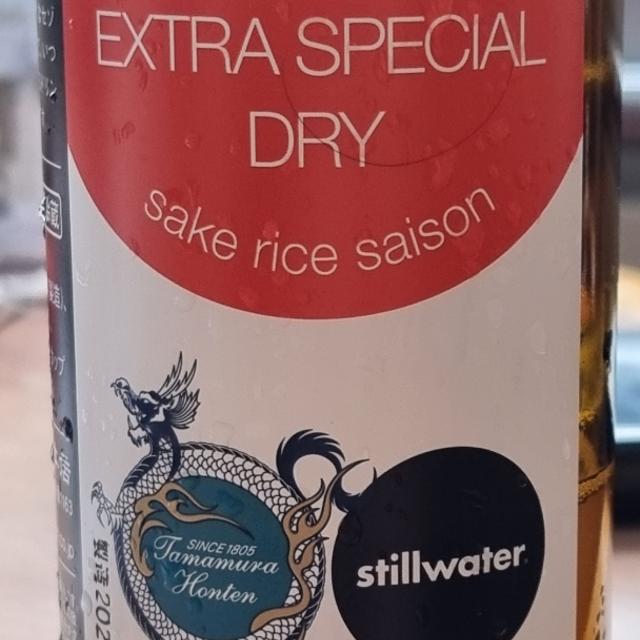 EXTRA SPECIAL
DRY
sake rice saison
SINCE 1805
Tamamura
Honten
stillwater